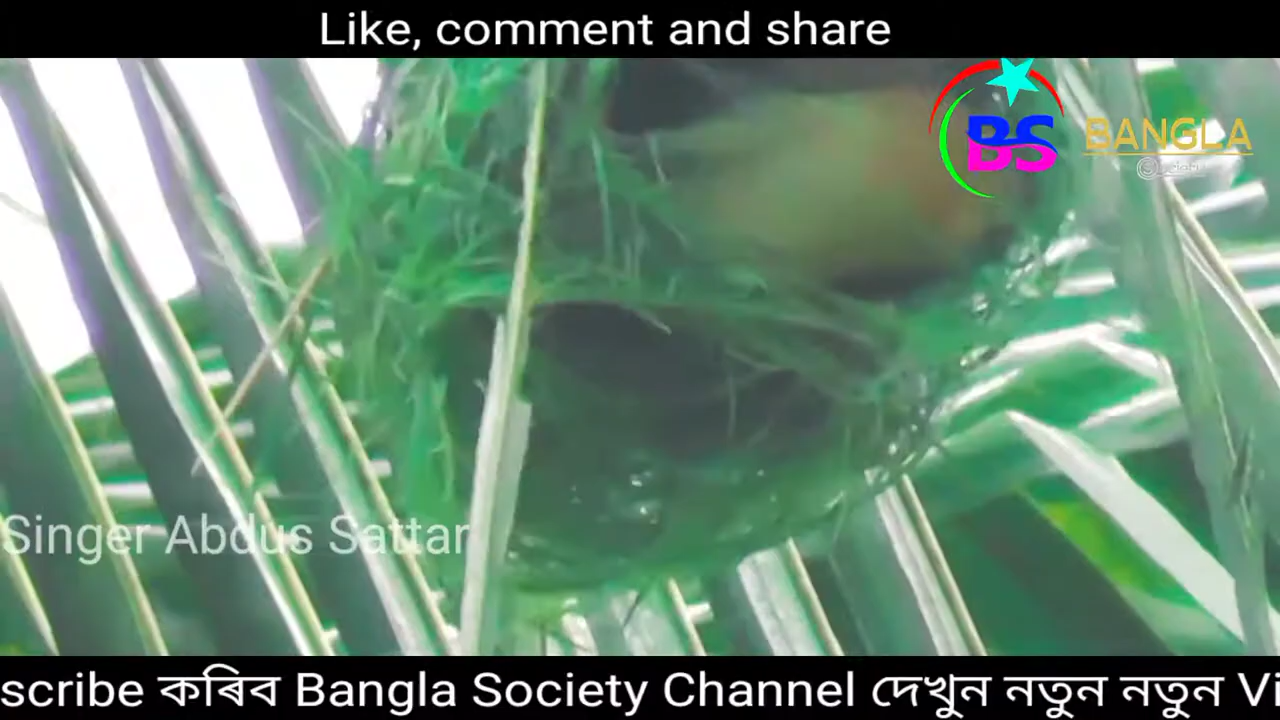 Like, comment and share
BS
BANGLA
Singer Abdus Sattar
scribe কৰিব Bangla Society Channel দেখুন নতুন নতুন Vi